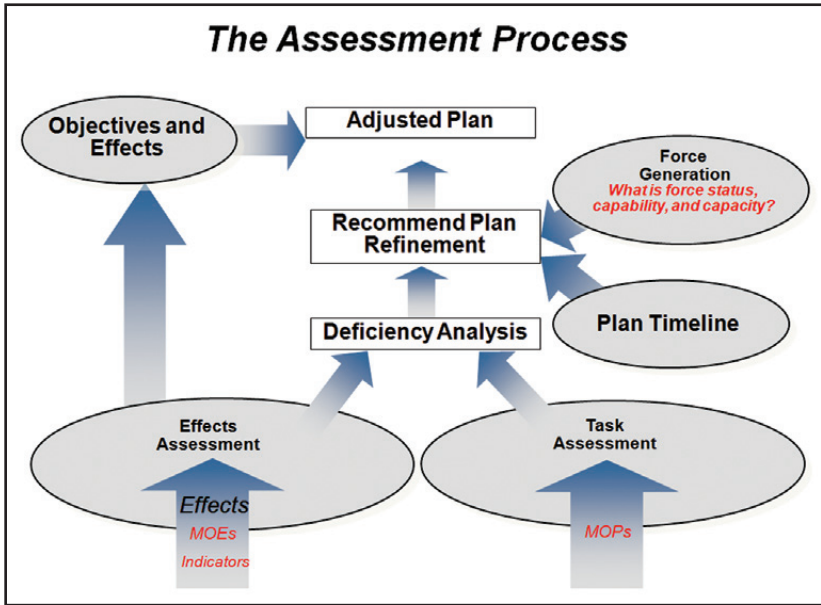 The Assessment Process
Objectives and
Effects
Adjusted Plan
Force
Generation
What is force status,
capability, and capacity?
Recommend Plan
Refinement
Plan Timeline
Deficiency Analysis
Effects
Assessment
Effects
MOEs
Indicators
Task
Assessment
MOPs